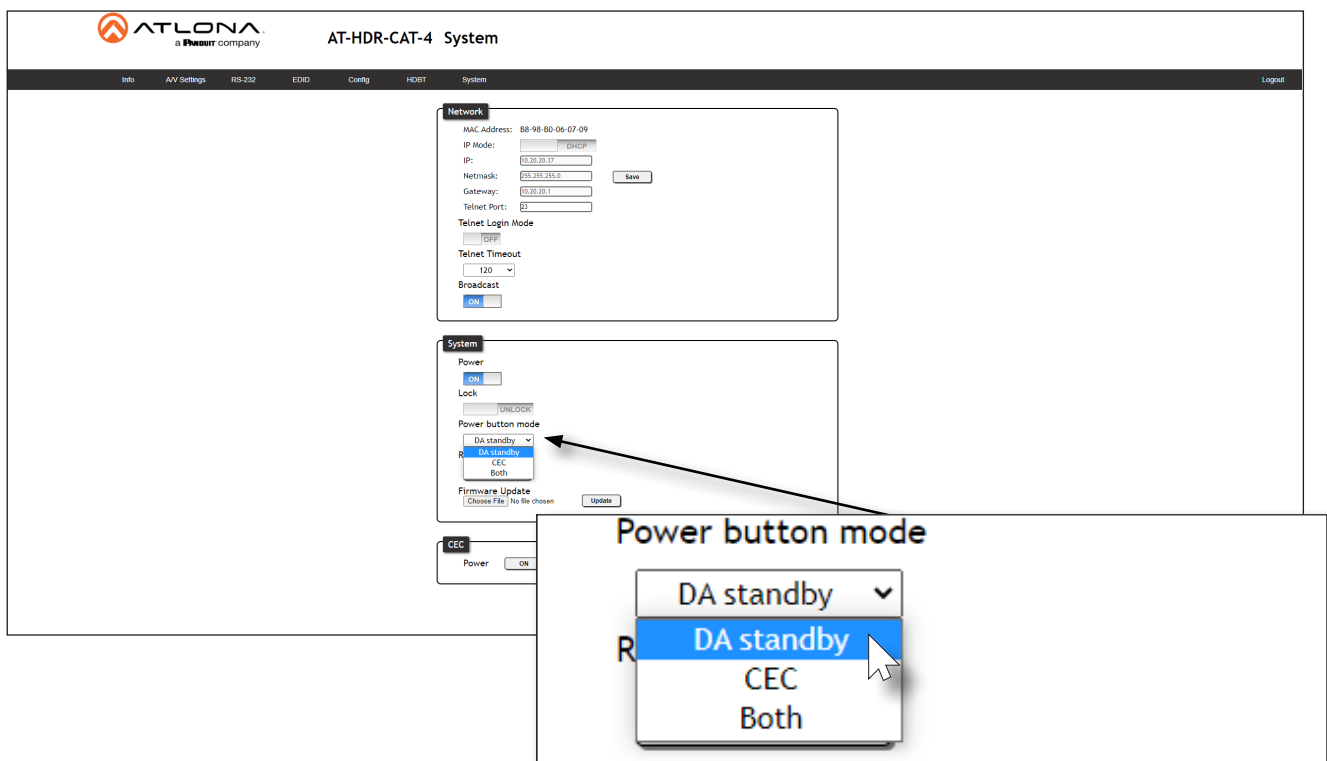 ATLONA.
a PANDUIT company
AT-HDR-CAT-4 System
Info A/V Settings RS-232 EDID Config HDBT System Logout
Network
MAC Address: B8-98-B0-06-07-09
IP Mode: DHCP
IP: 10.20.20.37
Netmask: 255.255.255.0 Save
Gateway: 10.20.20.1
Telnet Port: 23
Telnet Login Mode
OFF
Telnet Timeout
120
Broadcast
ON
System
Power
ON
Lock
UNLOCK
Power button mode
DA standby
R DA standby
CEC
Both
Firmware Update
Choose File No file chosen Update
CEC
Power ON
Power button mode
DA standby
R DA standby
CEC
Both